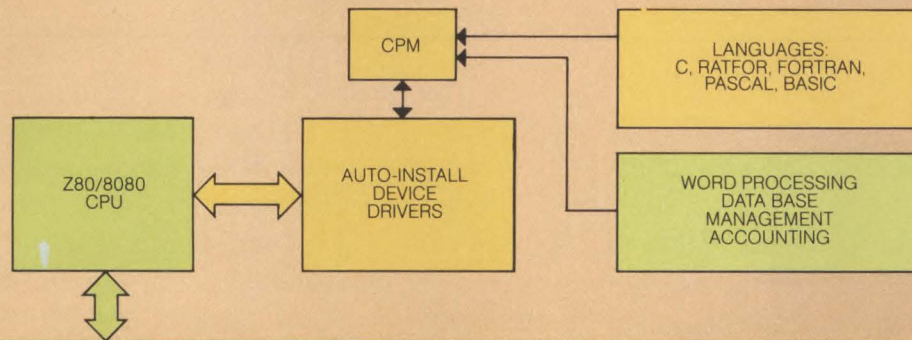 CPM
LANGUAGES:
C, RATFOR, FORTRAN,
PASCAL, BASIC
Z80/8080
CPU
AUTO-INSTALL
DEVICE
DRIVERS
WORD PROCESSING
DATA BASE
MANAGEMENT
ACCOUNTING